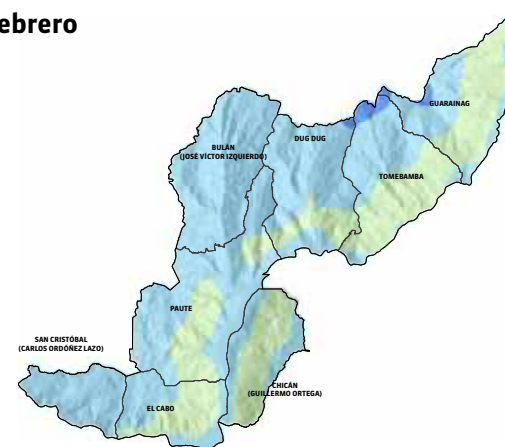 ebrero
GUARAINAG
DUG DUG
BULÁN
(JOSÉ VÍCTOR IZQUIERDO)
TOMEBAMBA
PAUTE
SAN CRISTÓBAL
(CARLOS ORDÓÑEZ LAZO)
CHICÁN
(GUILLERMO ORTEGA)
EL CABO